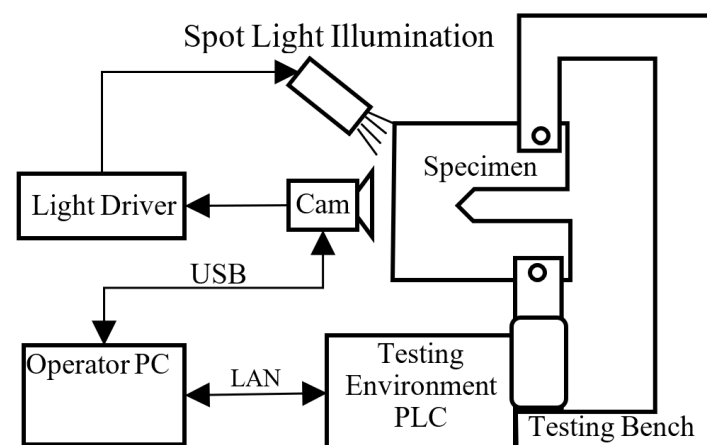 Spot Light Illumination
Specimen
Light Driver
Cam
USB
Operator PC
LAN
Testing
Environment
PLC
Testing Bench